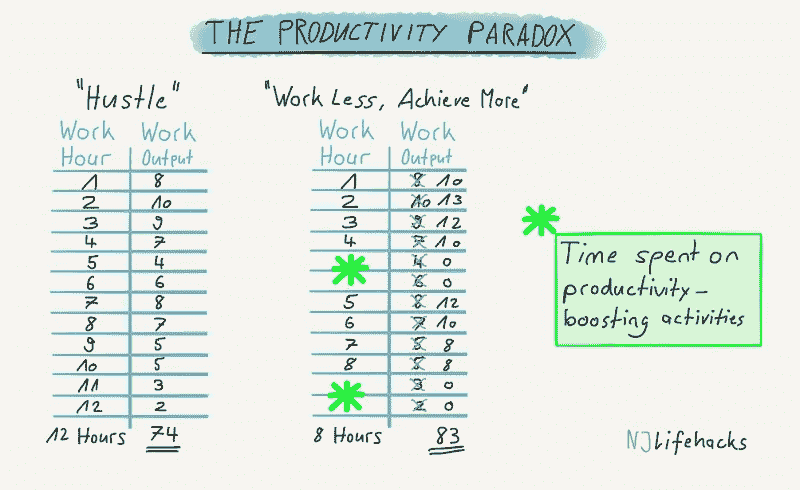 THE PRODUCTIVITY PARADOX
"Hustle"
Work Work
Hour Output
1 8
2 10
3 9
4 7
5 4
6 6
7 8
8 7
9 5
10 5
11 3
12 2
12 Hours 74
"Work Less, Achieve More"
Work Work
Hour Output
1 8 10
2 10 13
3 9 12
4 7 10
4 0
6 0
5 8 12
6 7 10
7 5 8
8 5 8
3 0
2 0
8 Hours 83
Time spent on
productivity-
boosting activities
NJlifehacks